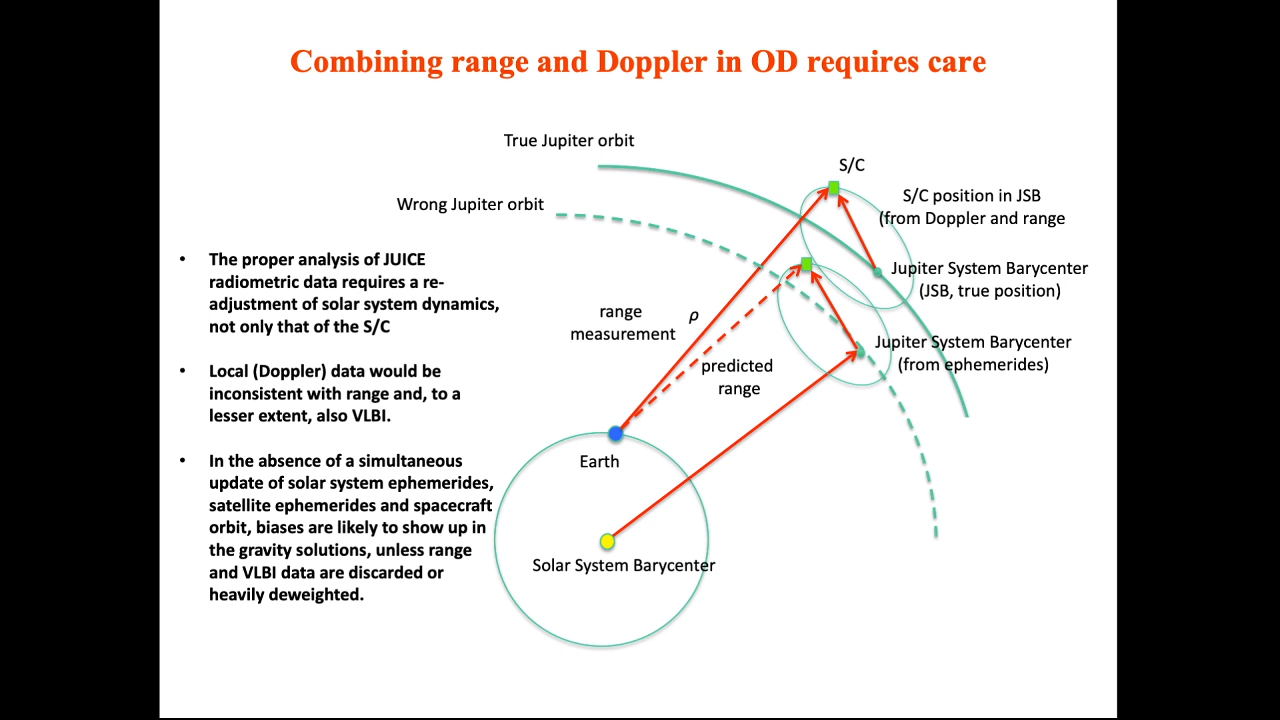 Combining range and Doppler in OD requires care
True Jupiter orbit
S/C
Wrong Jupiter orbit
S/C position in JSB
(from Doppler and range
• The proper analysis of JUICE
radiometric data requires a re-
adjustment of solar system dynamics,
not only that of the S/C
Jupiter System Barycenter
(JSB, true position)
range
measurement
ρ
Jupiter System Barycenter
(from ephemerides)
predicted
range
• Local (Doppler) data would be
inconsistent with range and, to a
lesser extent, also VLBI.
Earth
• In the absence of a simultaneous
update of solar system ephemerides,
satellite ephemerides and spacecraft
orbit, biases are likely to show up in
the gravity solutions, unless range
and VLBI data are discarded or
heavily deweighted.
Solar System Barycenter